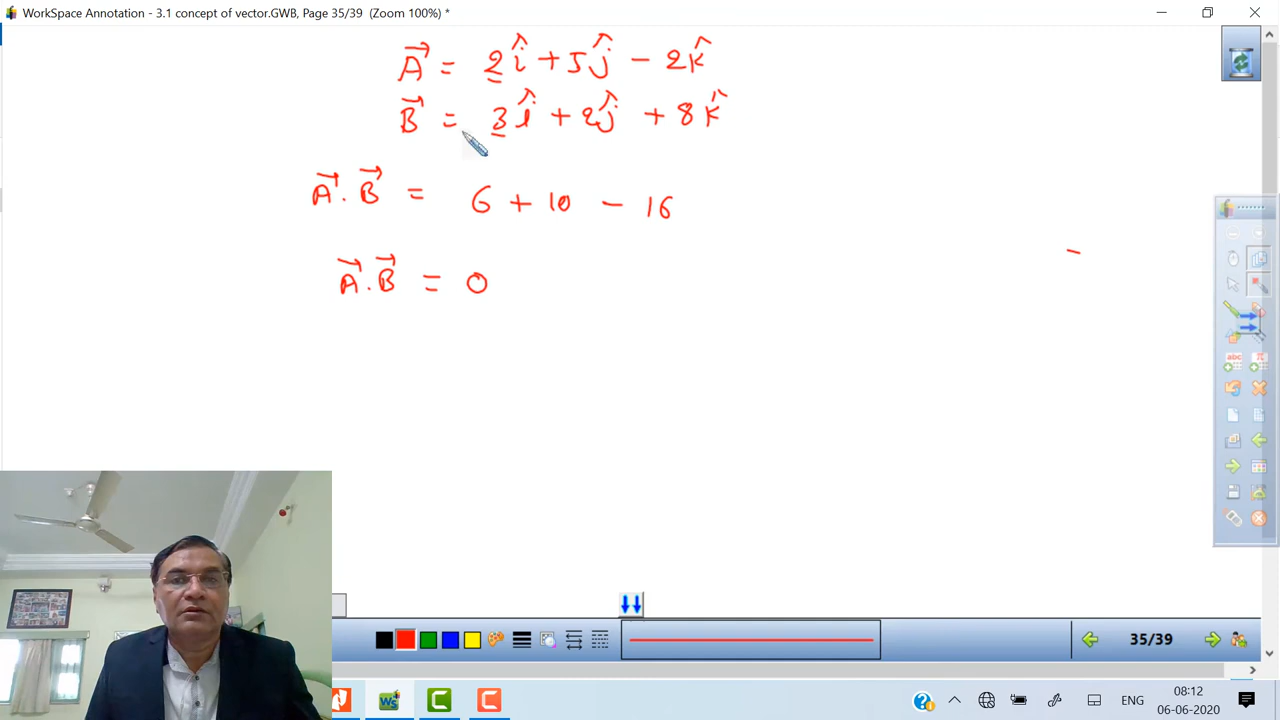 WorkSpace Annotation - 3.1 concept of vector.GWB, Page 35/39 (Zoom 100%) *
A⃗ = 2î + 5ĵ - 2k̂
B⃗ = 3î + 2ĵ + 8k̂
A⃗.B⃗ = 6 + 10 - 16
A⃗.B⃗ = 0
abc
π
35/39
ENG
08:12
06-06-2020